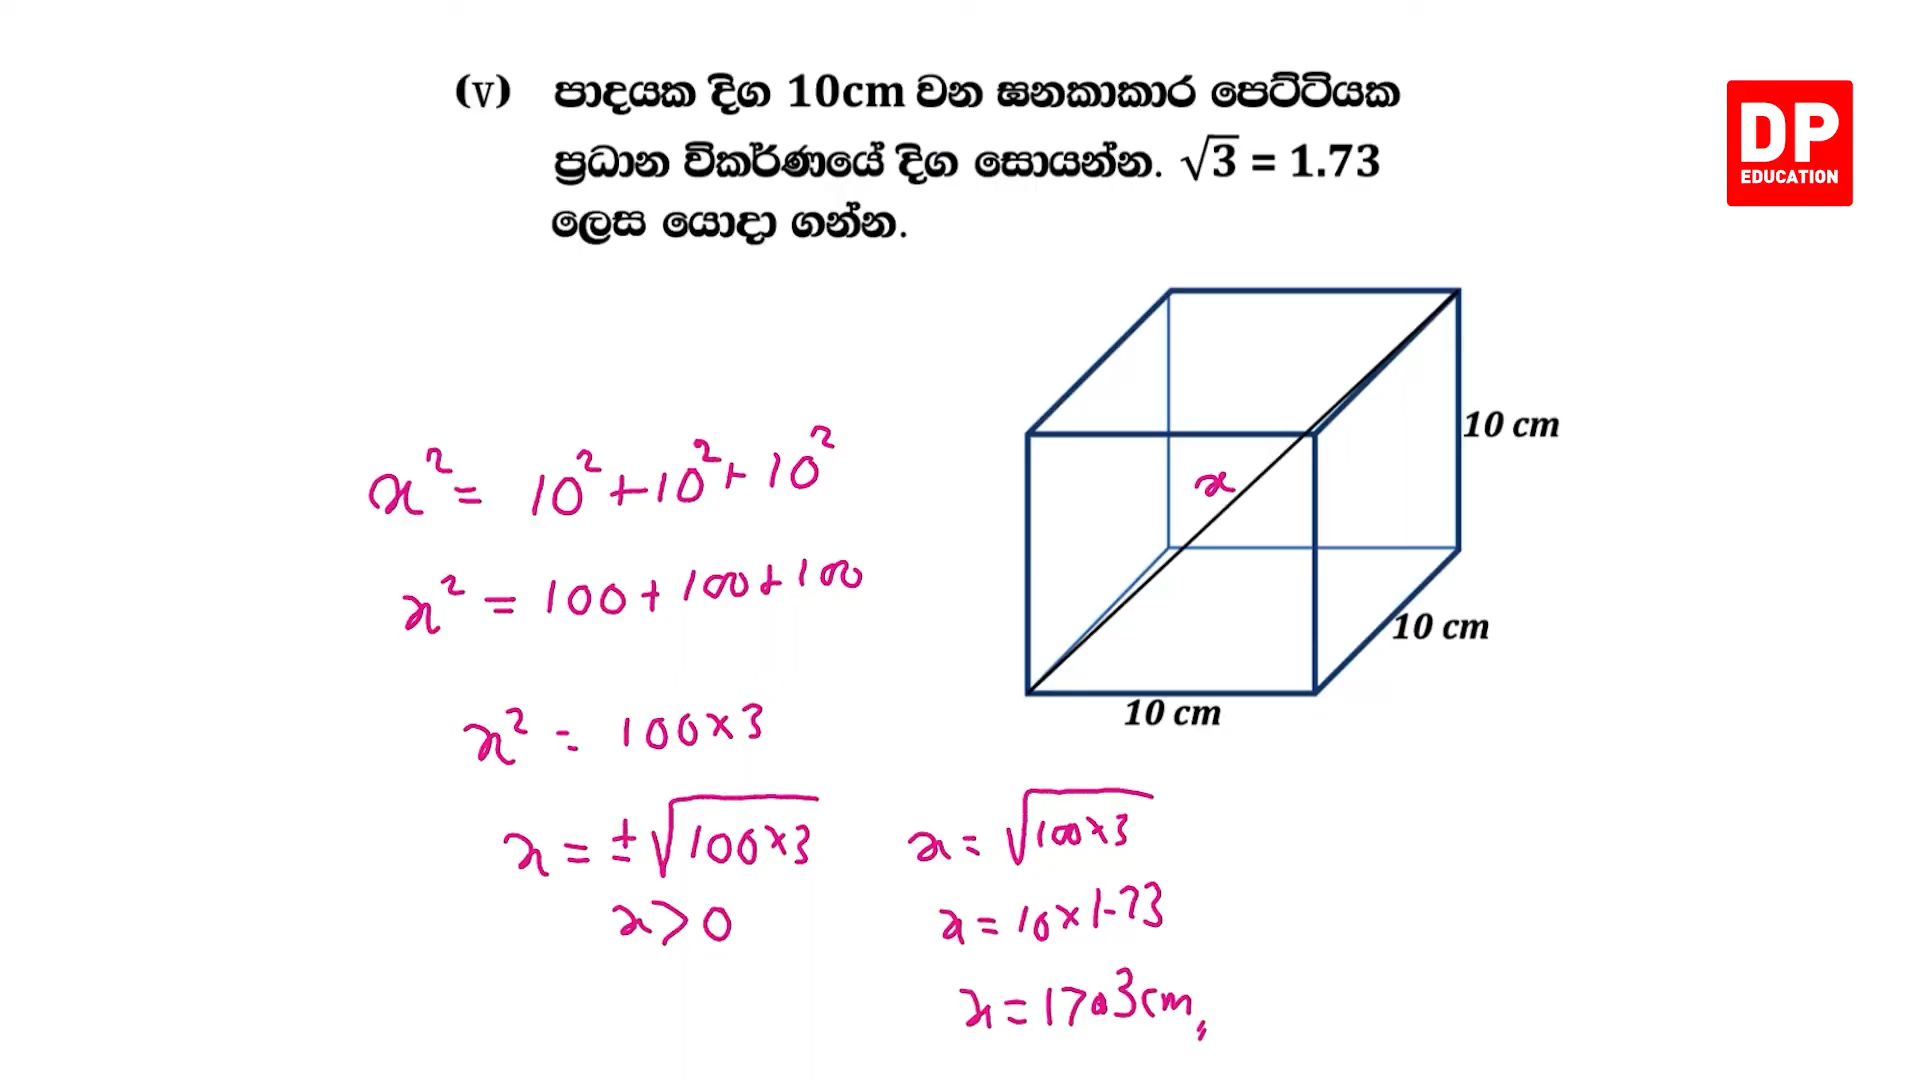 (v) පාදයක දිග 10cm වන ඝනකාකාර පෙට්ටියක
ප්‍රධාන විකර්ණයේ දිග සොයන්න. √3 = 1.73
ලෙස යොදා ගන්න.
DP
EDUCATION
10 cm
x
10 cm
10 cm
x² = 10² + 10² + 10²
x² = 100 + 100 + 100
x² = 100 × 3
x = ± √100×3
x > 0
x = √100×3
x = 10 × 1.73
x = 17.3 cm,,